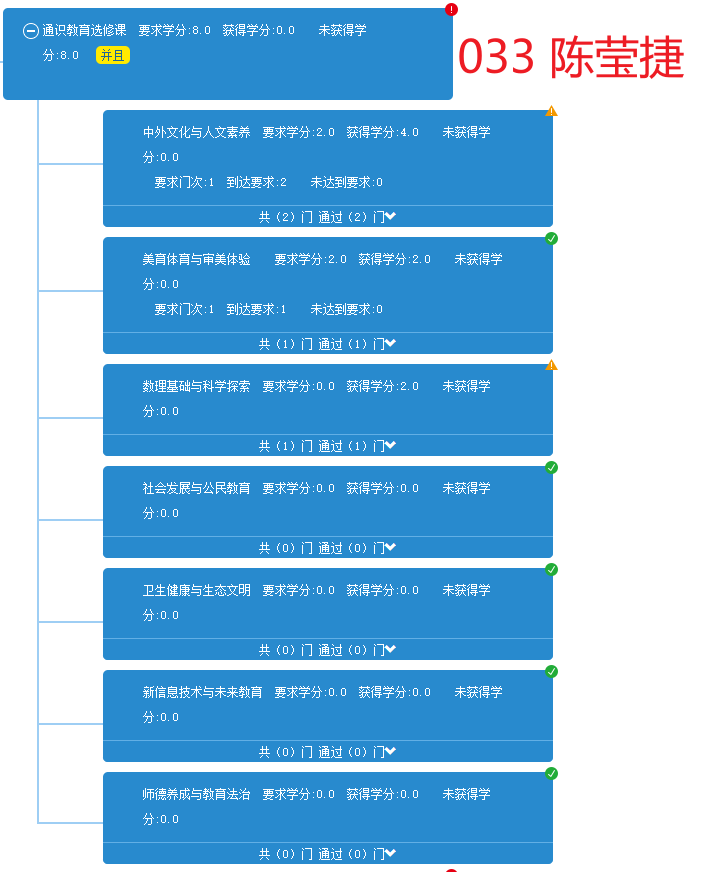 通识教育选修课 要求学分:8.0 获得学分:0.0 未获得学
分:8.0 并且
033 陈莹捷
中外文化与人文素养 要求学分:2.0 获得学分:4.0 未获得学
分:0.0
要求门次:1 到达要求:2 未达到要求:0
共（2）门 通过（2）门
美育体育与审美体验 要求学分:2.0 获得学分:2.0 未获得学
分:0.0
要求门次:1 到达要求:1 未达到要求:0
共（1）门 通过（1）门
数理基础与科学探索 要求学分:0.0 获得学分:2.0 未获得学
分:0.0
共（1）门 通过（1）门
社会发展与公民教育 要求学分:0.0 获得学分:0.0 未获得学
分:0.0
共（0）门 通过（0）门
卫生健康与生态文明 要求学分:0.0 获得学分:0.0 未获得学
分:0.0
共（0）门 通过（0）门
新信息技术与未来教育 要求学分:0.0 获得学分:0.0 未获得学
分:0.0
共（0）门 通过（0）门
师德养成与教育法治 要求学分:0.0 获得学分:0.0 未获得学
分:0.0
共（0）门 通过（0）门